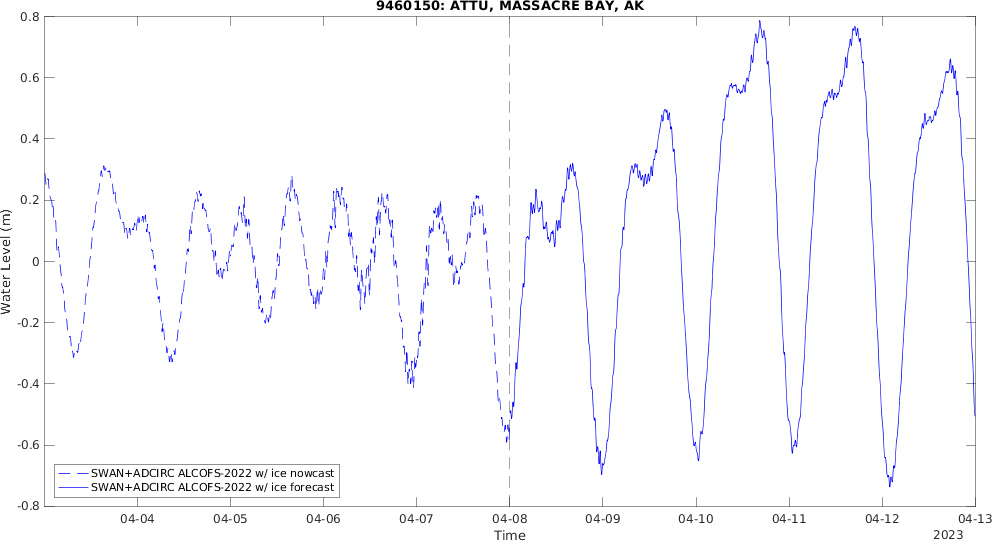 9460150: ATTU, MASSACRE BAY, AK
0.8
0.6
0.4
0.2
0
-0.2
-0.4
-0.6
-0.8
Water Level (m)
SWAN+ADCIRC ALCOFS-2022 w/ ice nowcast
SWAN+ADCIRC ALCOFS-2022 w/ ice forecast
04-04 04-05 04-06 04-07 04-08 04-09 04-10 04-11 04-12 04-13
Time
2023